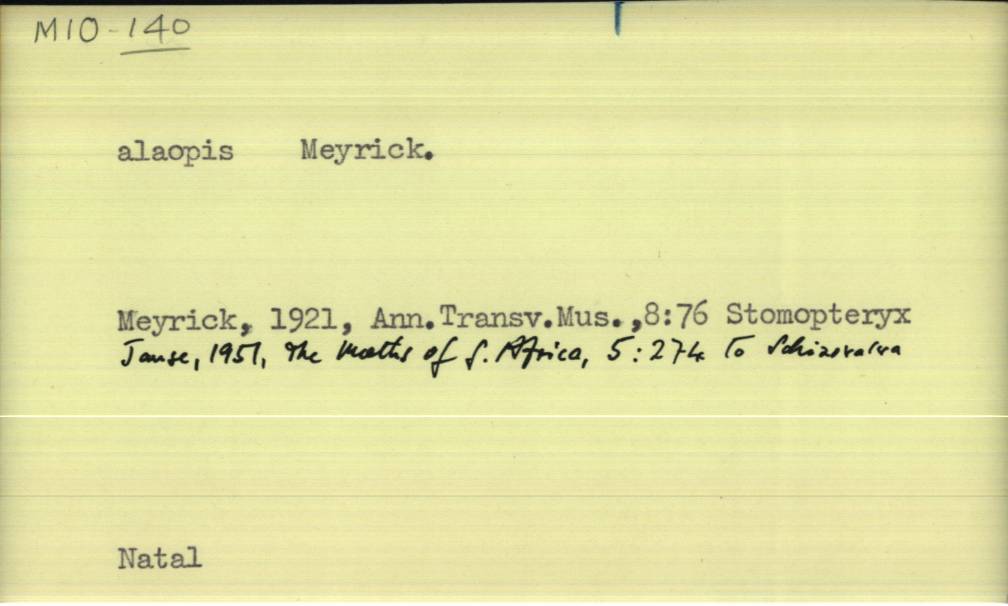 M10-140
alaopis Meyrick.
Meyrick, 1921, Ann.Transv.Mus.,8:76 Stomopteryx
Janse, 1951, The Moths of S. Africa, 5:274 to Schizovalva
Natal